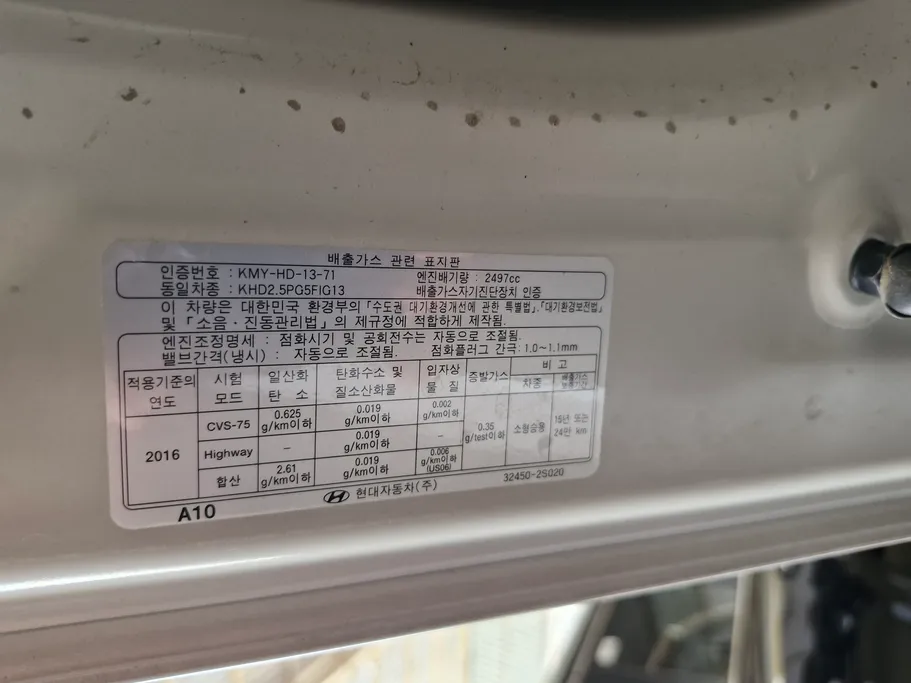 배출가스 관련 표지판
인증번호 : KMY-HD-13-71 엔진배기량 : 2497cc
동일차종 : KHD2.5PG5FIG13 배출가스자기진단장치 인증
이 차량은 대한민국 환경부의 「수도권 대기환경개선에 관한 특별법」, 「대기환경보전법」
및 「소음·진동관리법」의 제규정에 적합하게 제작됨.
엔진조정명세 : 점화시기 및 공회전수는 자동으로 조절됨.
밸브간격(냉시) : 자동으로 조절됨. 점화플러그 간극: 1.0~1.1mm
적용기준의 연도 시험 모드 일산화 탄소 탄화수소 및 질소산화물 입자상 물질 증발가스 비고
차종 배출가스 보증기간
2016 CVS-75 0.625 g/km이하 0.019 g/km이하 0.002 g/km이하 0.35 g/test이하 소형승용 15년 또는 24만 km
Highway – 0.019 g/km이하 –
합산 2.61 g/km이하 0.019 g/km이하 0.006 g/km이하 (US06)
현대자동차(주) 32450-2S020
A10